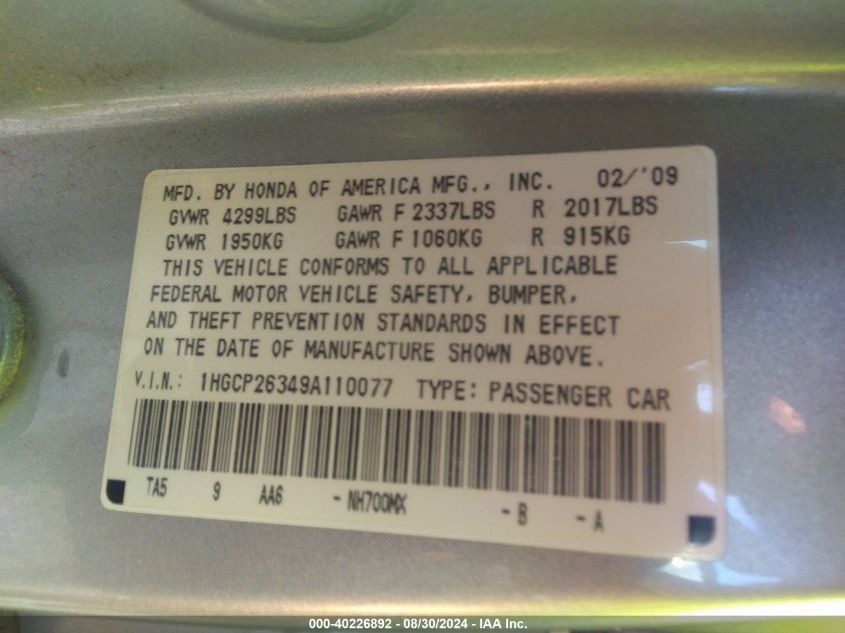 MFD. BY HONDA OF AMERICA MFG., INC. 02/'09
GVWR 4299LBS GAWR F 2337LBS R 2017LBS
GVWR 1950KG GAWR F 1060KG R 915KG
THIS VEHICLE CONFORMS TO ALL APPLICABLE
FEDERAL MOTOR VEHICLE SAFETY, BUMPER,
AND THEFT PREVENTION STANDARDS IN EFFECT
ON THE DATE OF MANUFACTURE SHOWN ABOVE.
V.I.N.: 1HGCP26349A110077 TYPE: PASSENGER CAR
TA5 9 AA6 - NH700MX - B - A
000-40226892 - 08/30/2024 - IAA Inc.